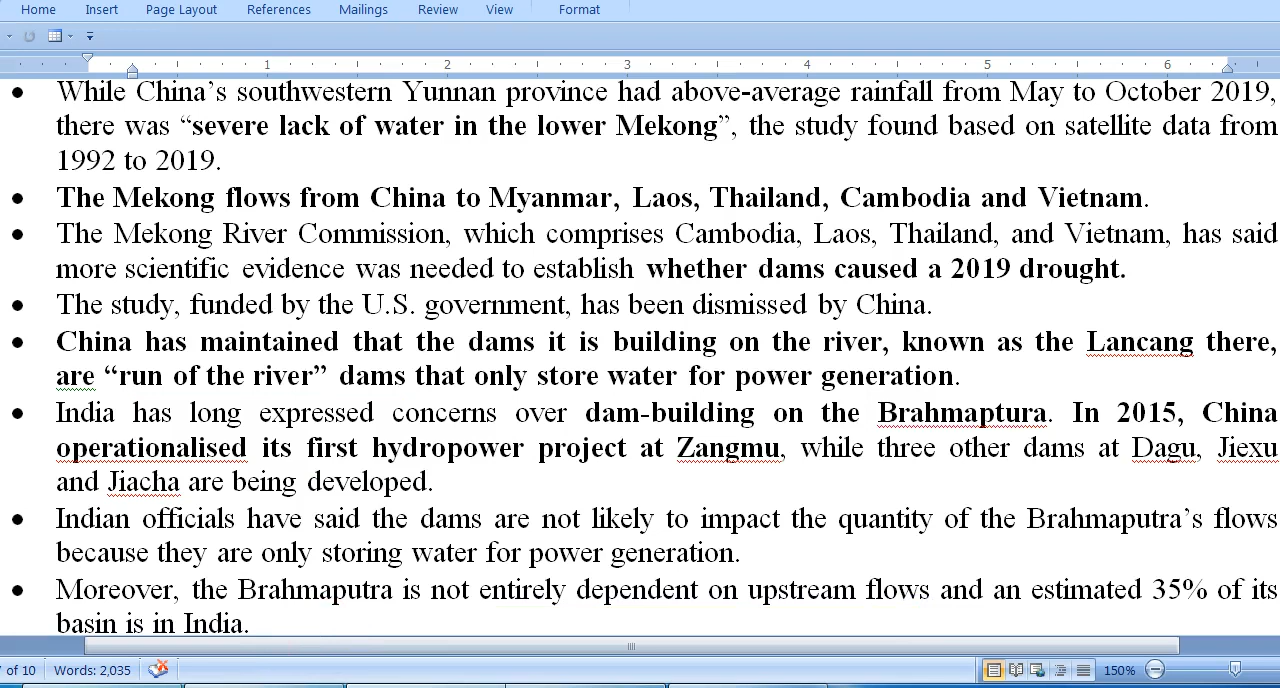 Home Insert Page Layout References Mailings Review View Format
1 2 3 4 5 6
• While China’s southwestern Yunnan province had above-average rainfall from May to October 2019,
there was “severe lack of water in the lower Mekong”, the study found based on satellite data from
1992 to 2019.
• The Mekong flows from China to Myanmar, Laos, Thailand, Cambodia and Vietnam.
• The Mekong River Commission, which comprises Cambodia, Laos, Thailand, and Vietnam, has said
more scientific evidence was needed to establish whether dams caused a 2019 drought.
• The study, funded by the U.S. government, has been dismissed by China.
• China has maintained that the dams it is building on the river, known as the Lancang there,
are “run of the river” dams that only store water for power generation.
• India has long expressed concerns over dam-building on the Brahmaptura. In 2015, China
operationalised its first hydropower project at Zangmu, while three other dams at Dagu, Jiexu
and Jiacha are being developed.
• Indian officials have said the dams are not likely to impact the quantity of the Brahmaputra’s flows
because they are only storing water for power generation.
• Moreover, the Brahmaputra is not entirely dependent on upstream flows and an estimated 35% of its
basin is in India.
of 10 Words: 2,035 150%